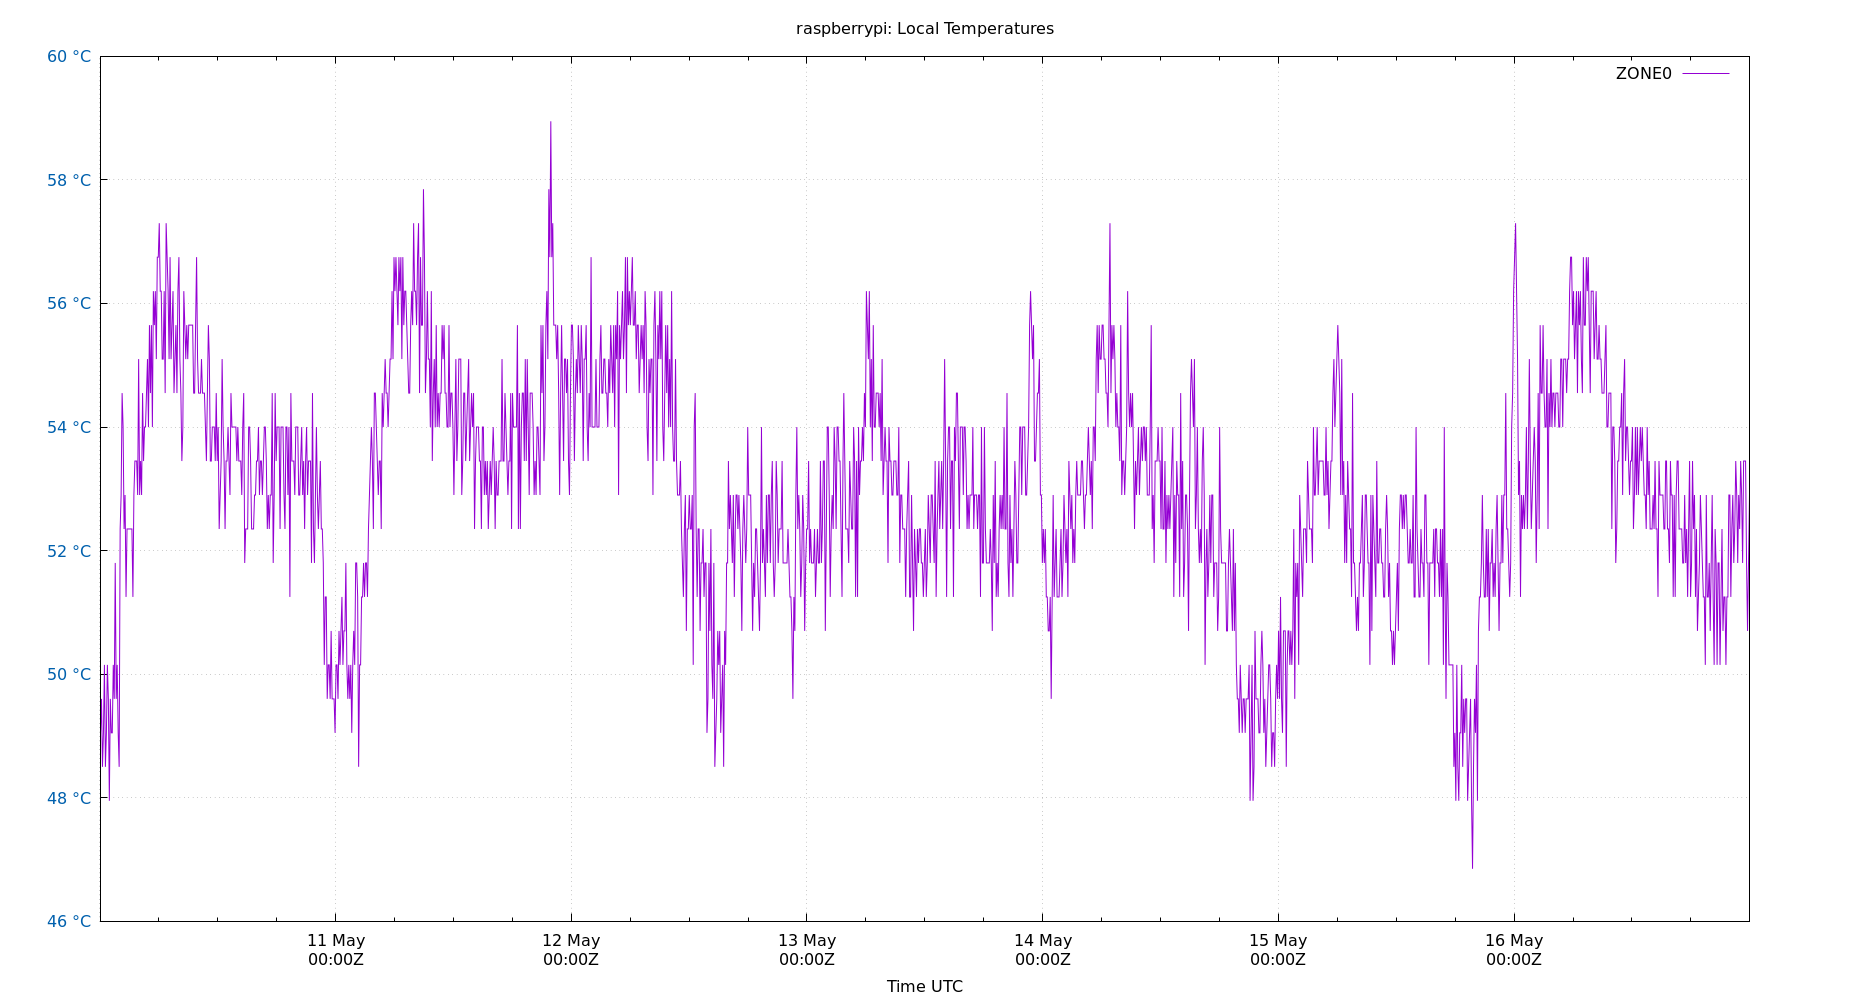 raspberrypi: Local Temperatures
60 °C
ZONE0
58 °C
56 °C
54 °C
52 °C
50 °C
48 °C
46 °C
11 May 12 May 13 May 14 May 15 May 16 May
00:00Z 00:00Z 00:00Z 00:00Z 00:00Z 00:00Z
Time UTC